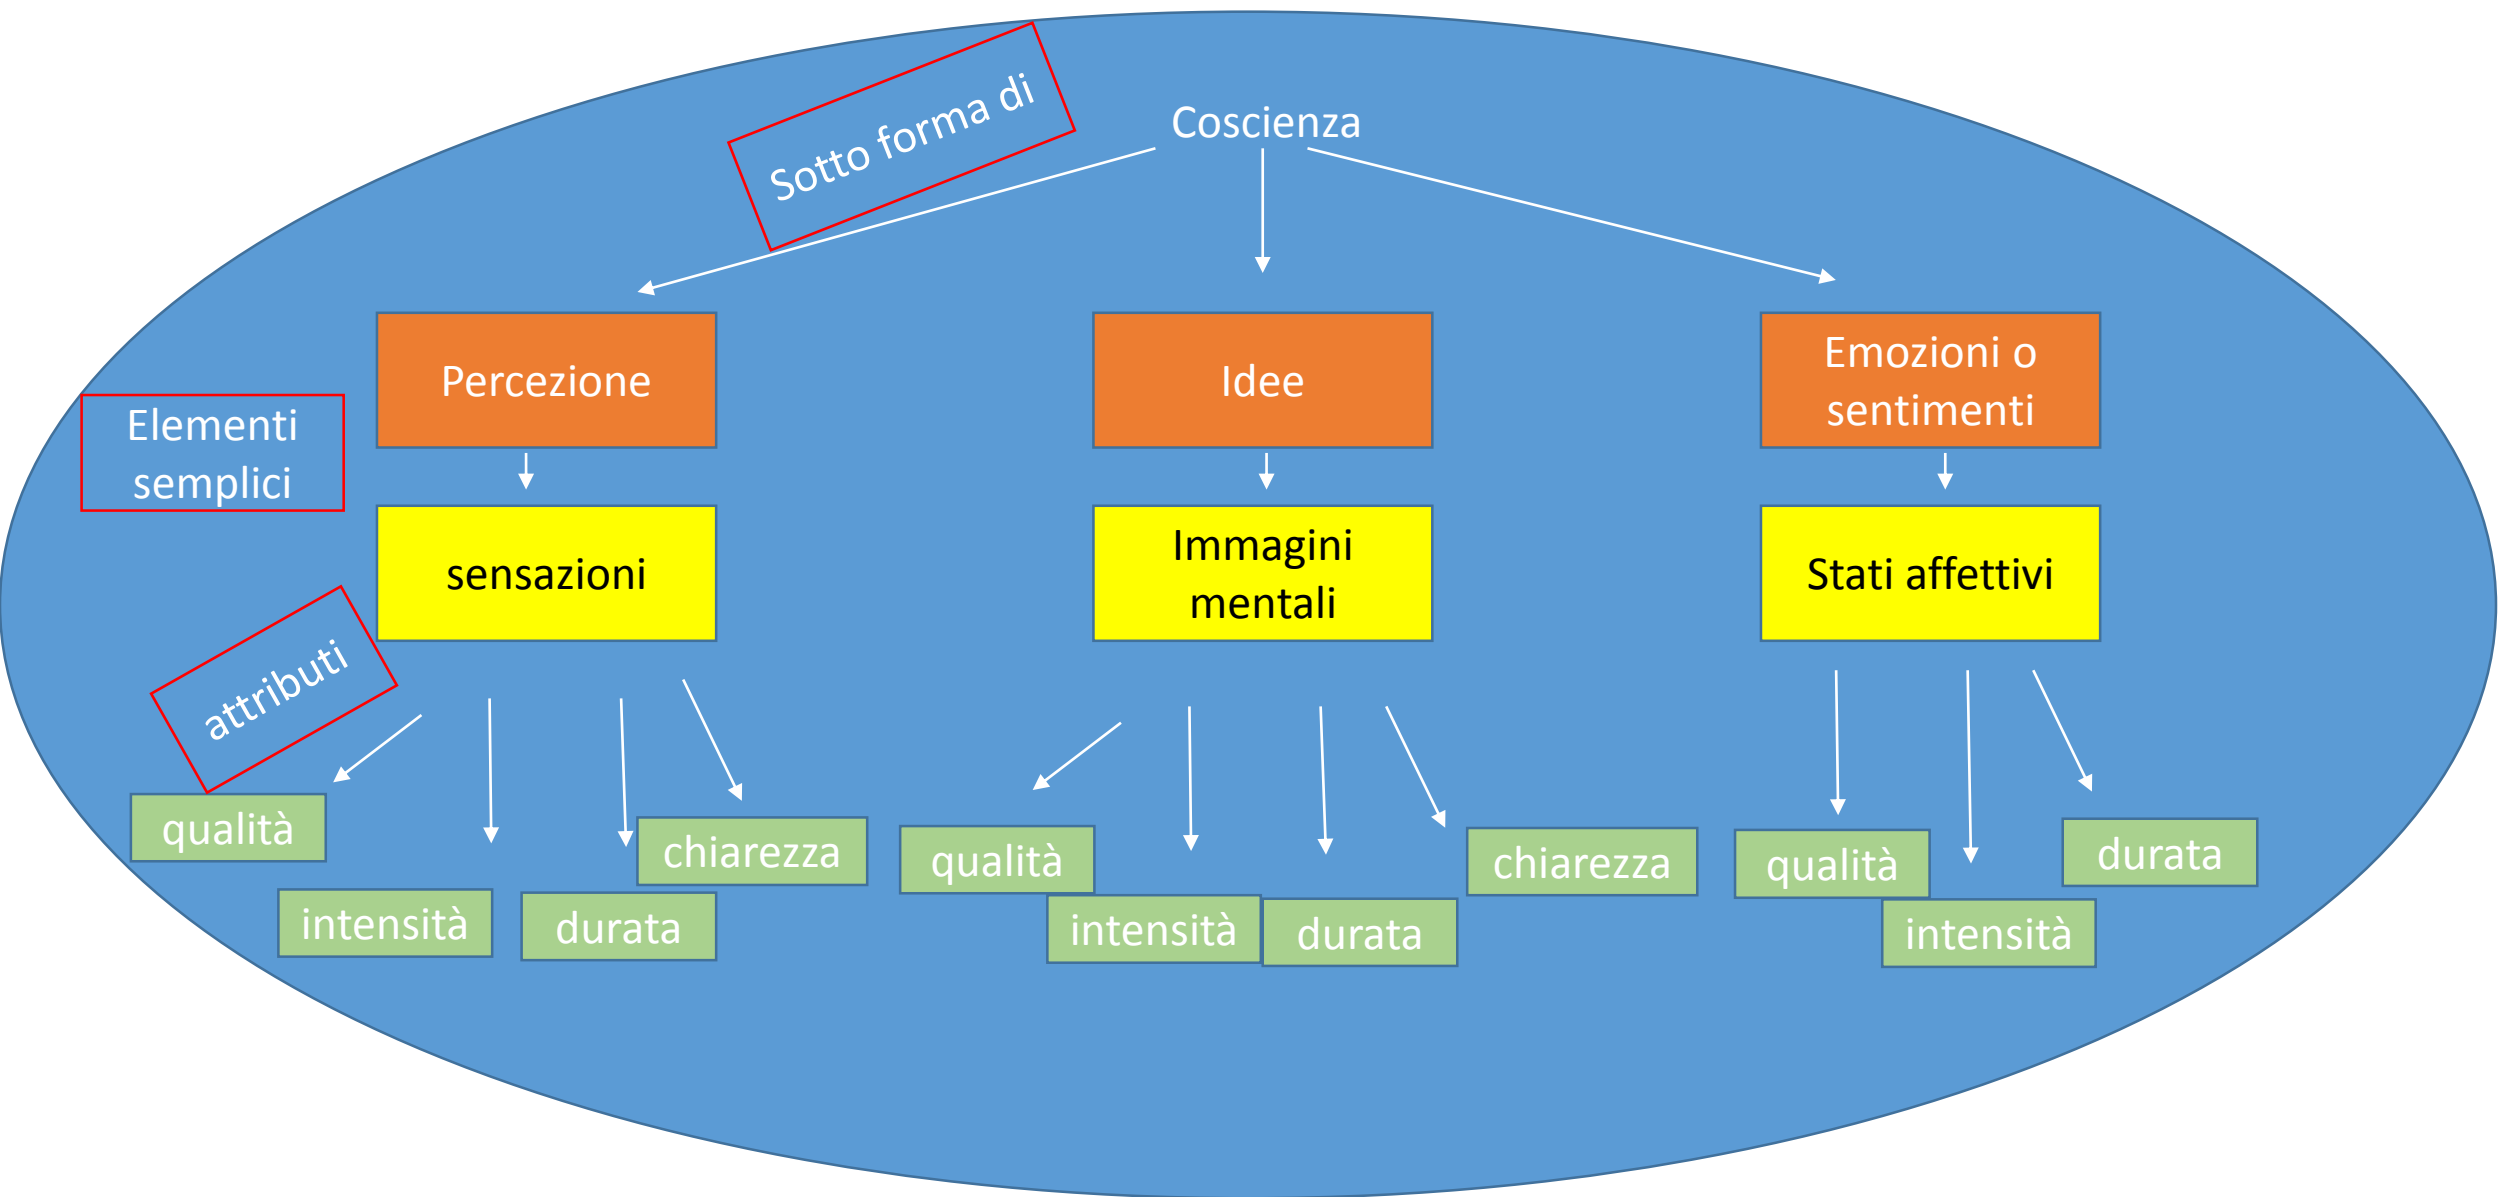 Sotto forma di
Coscienza
Percezione
Idee
Emozioni o
sentimenti
Elementi
semplici
sensazioni
Immagini
mentali
Stati affettivi
attributi
qualità
intensità
durata
chiarezza
qualità
intensità
durata
chiarezza
qualità
intensità
durata